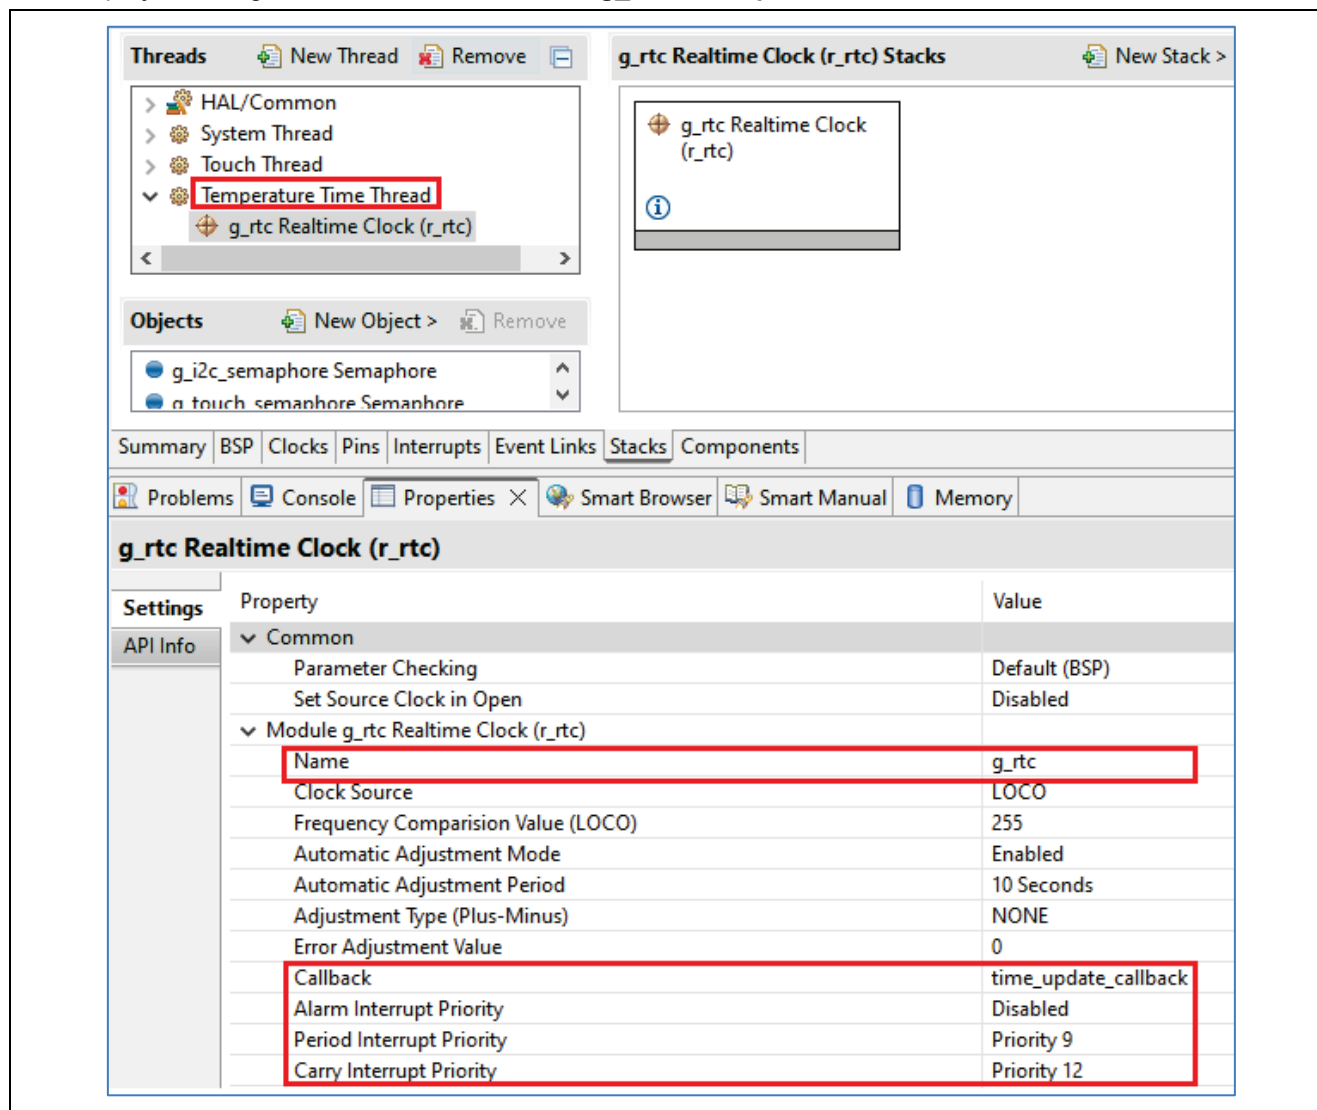 Threads New Thread Remove
HAL/Common
System Thread
Touch Thread
Temperature Time Thread
g_rtc Realtime Clock (r_rtc)
< >
g_rtc Realtime Clock (r_rtc) Stacks New Stack >
g_rtc Realtime Clock
(r_rtc)
Objects New Object > Remove
g_i2c_semaphore Semaphore
g_touch_semaphore Semaphore
Summary BSP Clocks Pins Interrupts Event Links Stacks Components
Problems Console Properties Smart Browser Smart Manual Memory
g_rtc Realtime Clock (r_rtc)
Settings
API Info
Property Value
Common
Parameter Checking Default (BSP)
Set Source Clock in Open Disabled
Module g_rtc Realtime Clock (r_rtc)
Name g_rtc
Clock Source LOCO
Frequency Comparision Value (LOCO) 255
Automatic Adjustment Mode Enabled
Automatic Adjustment Period 10 Seconds
Adjustment Type (Plus-Minus) NONE
Error Adjustment Value 0
Callback time_update_callback
Alarm Interrupt Priority Disabled
Period Interrupt Priority Priority 9
Carry Interrupt Priority Priority 12